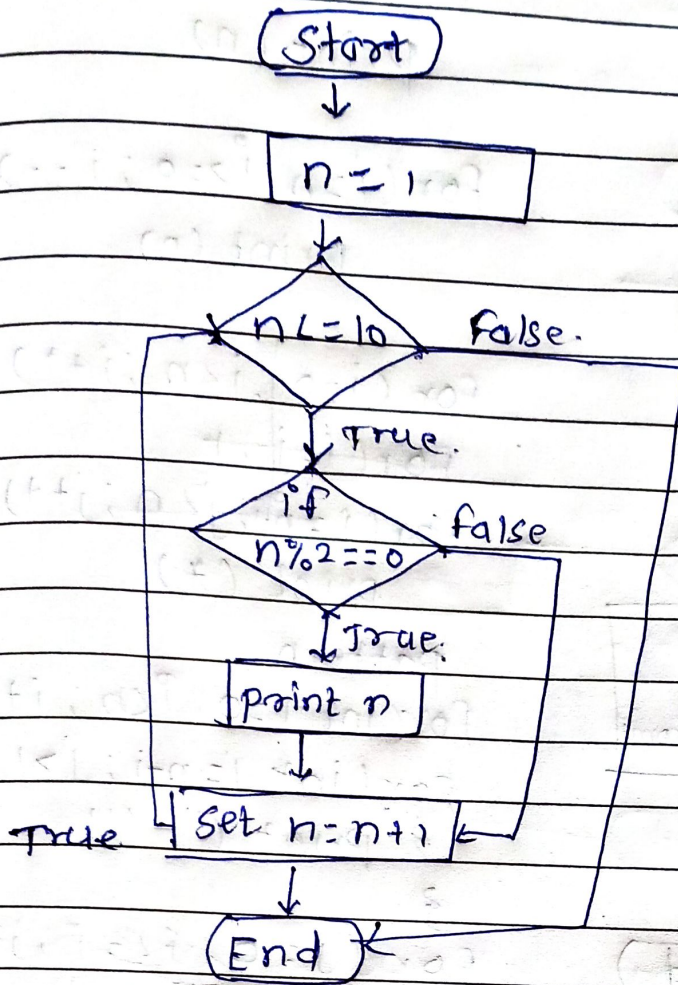 Start
n = 1
n <= 10 False.
True.
if
n%2==0 false
True.
print n
True set n=n+1
End